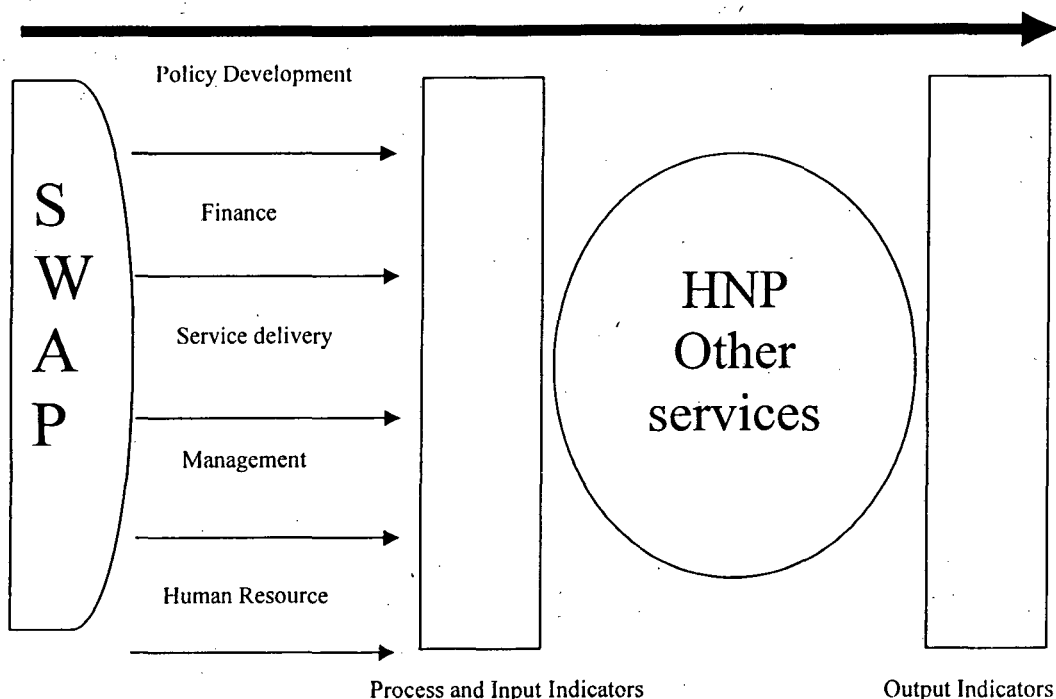 Policy Development
S
W
A
P
Finance
Service delivery
Management
Human Resource
HNP
Other
services
Process and Input Indicators
Output Indicators